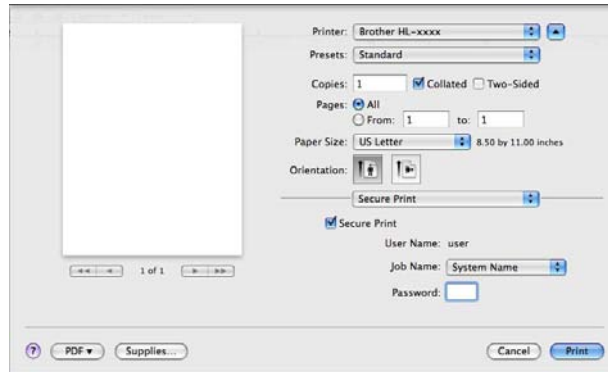 Printer: Brother HL-xxxx
Presets: Standard
Copies: 1 Collated Two-Sided
Pages: All
From: 1 to: 1
Paper Size: US Letter 8.50 by 11.00 inches
Orientation:
Secure Print
Secure Print
User Name: user
Job Name: System Name
Password:
1 of 1
? PDF ▼ Supplies... Cancel Print